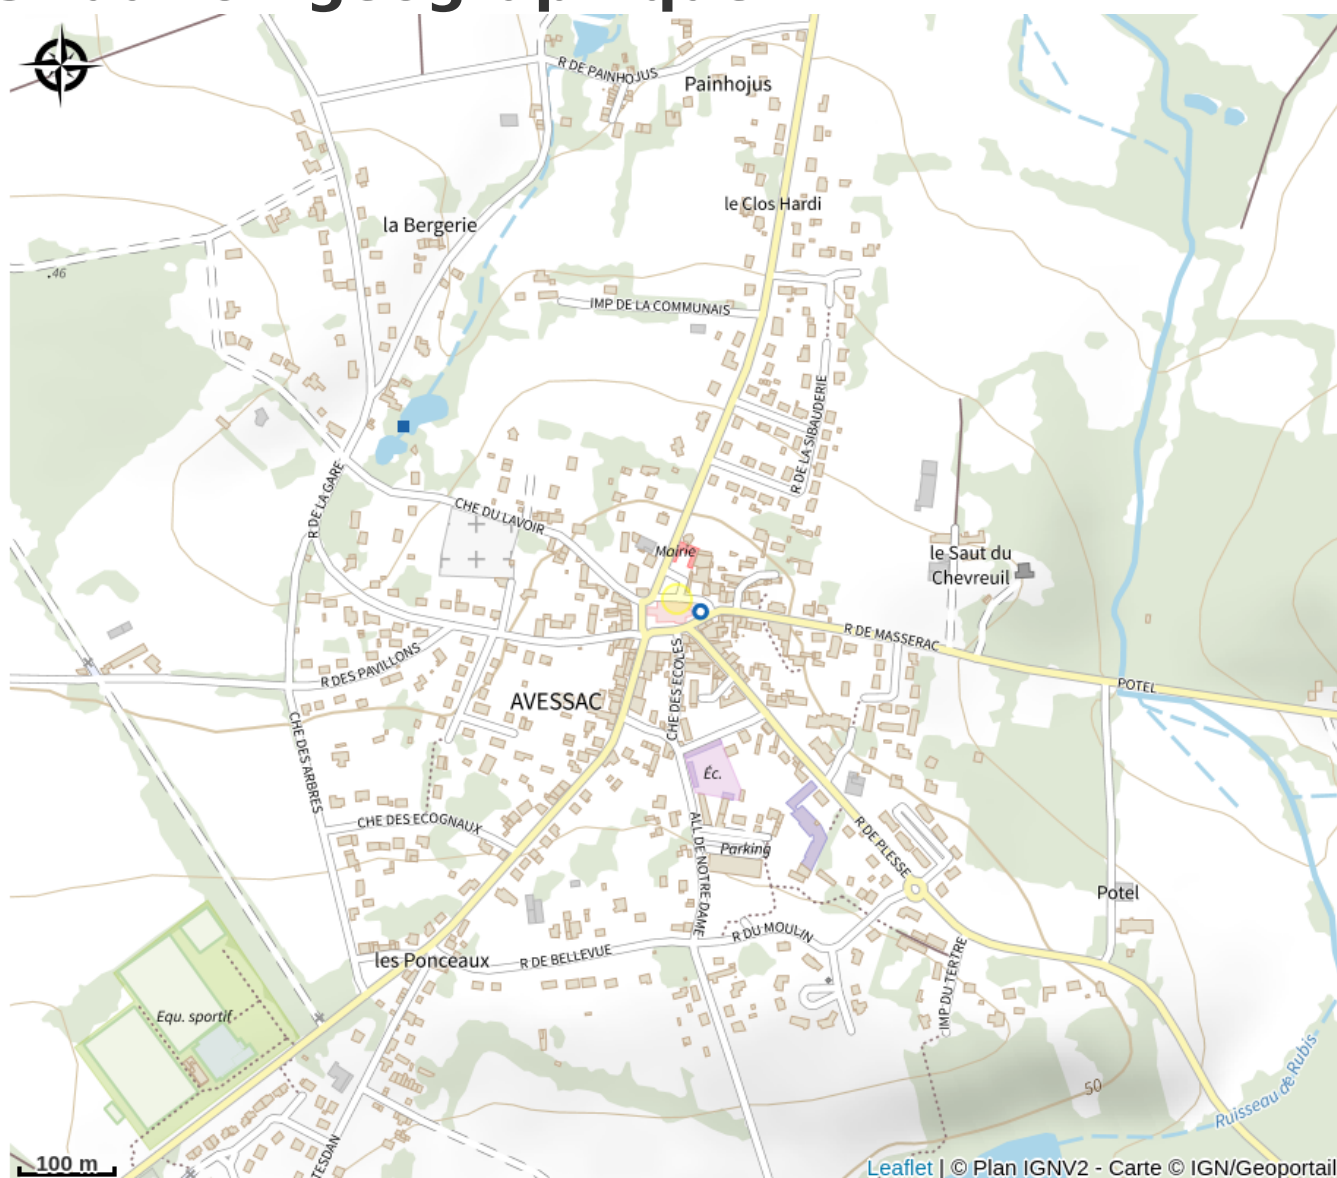 R DE PAINHOJUS
Painhojus
le Clos Hardi
la Bergerie
.46
IMP DE LA COMMUNAIS
R DE LA SIBAUDERIE
R DE LA GARE
CHE DU LAVOIR
Mairie
le Saut du
Chevreuil
R DE MASSERAC
R DES PAVILLONS
CHE DES ECOLES
POTEL
AVESSAC
CHE DES ARBRES
Éc.
CHE DES ECOGNAUX
ALL DE NOTRE DAME
Parking
R DE PLESSE
Potel
R DU MOULIN
les Ponceaux
R DE BELLEVUE
IMP DU TERTRE
Equ. sportif
50
Ruisseau de Rubis
TESDAN
100 m
Leaflet | © Plan IGNV2 - Carte © IGN/Geoportail